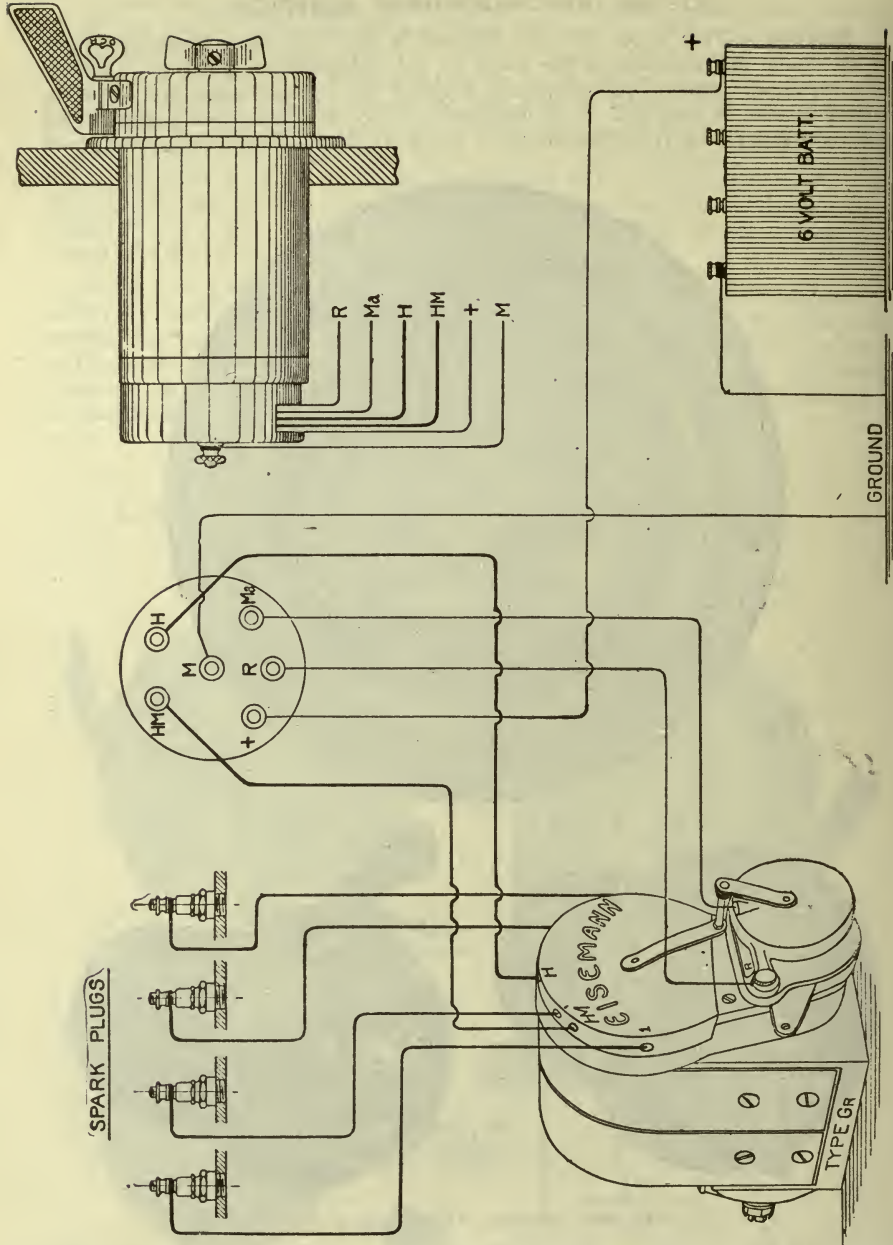 R
Ma
H
HM
+
M
+
6 VOLT BATT.
GROUND
H
Ma
M
R
HM
+
SPARK PLUGS
H
HM
EISEMANN
1
R
TYPE GR